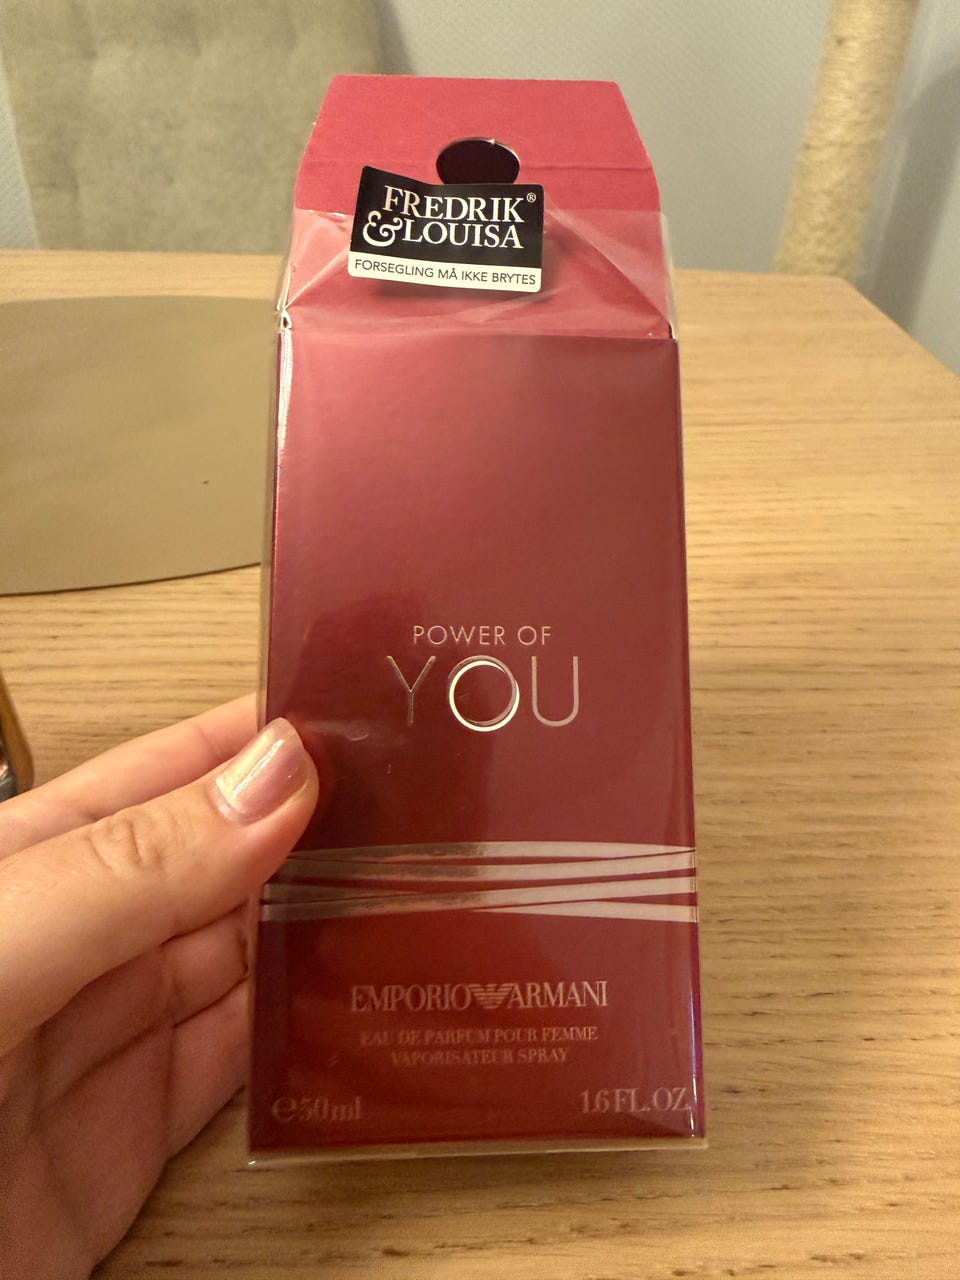 FREDRIK®
&LOUISA
FORSEGLING MÅ IKKE BRYTES
POWER OF
YOU
EMPORIO ARMANI
EAU DE PARFUM POUR FEMME
VAPORISATEUR SPRAY
℮50ml 1.6 FL.OZ.